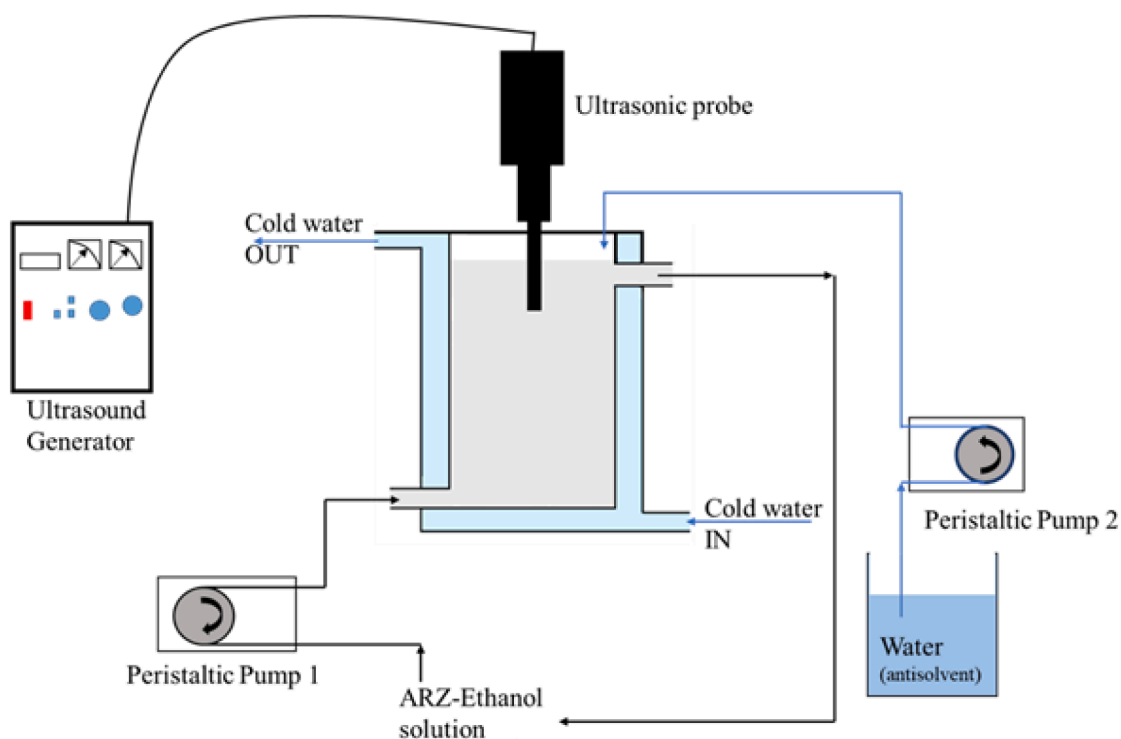 Ultrasonic probe
Cold water
OUT
Ultrasound
Generator
Cold water
IN
Peristaltic Pump 2
Water
(antisolvent)
Peristaltic Pump 1
ARZ-Ethanol
solution